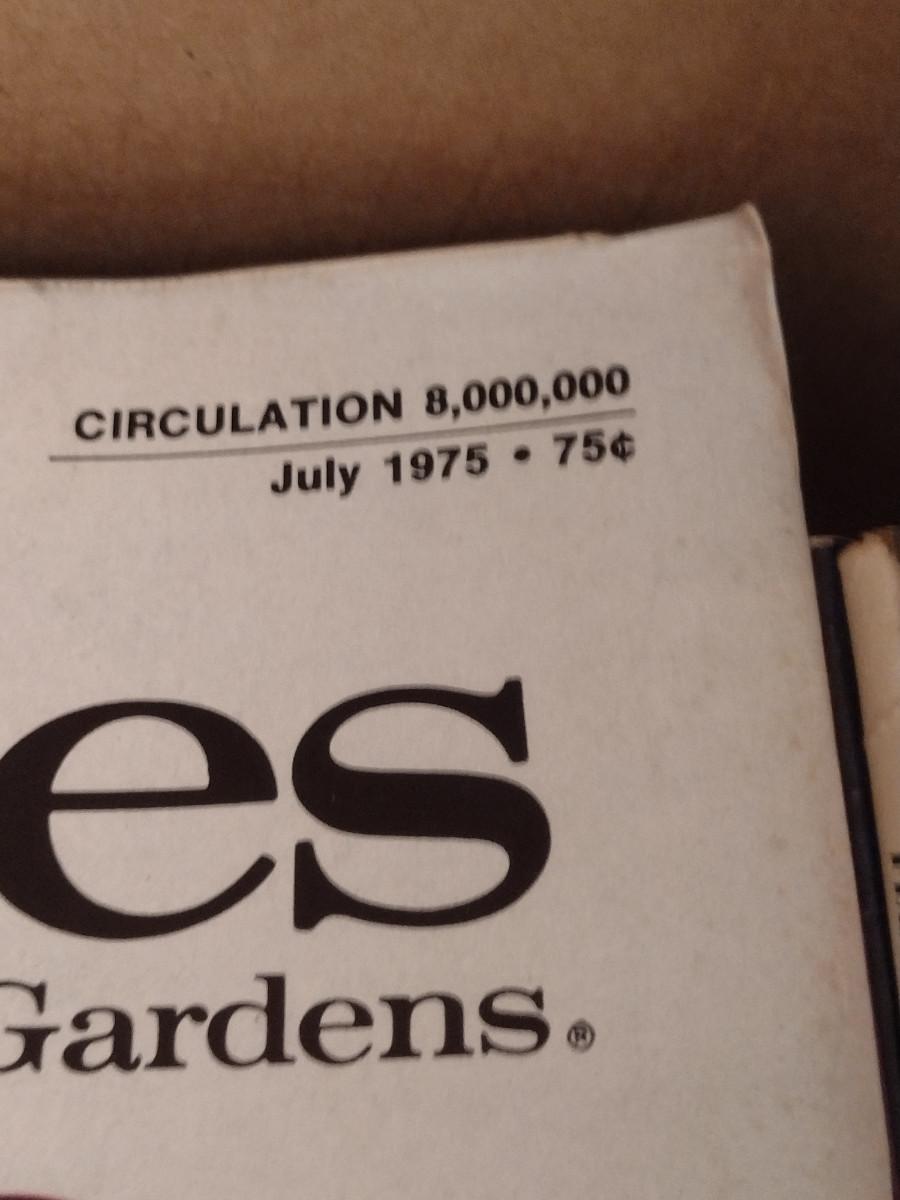 CIRCULATION 8,000,000
July 1975 • 75¢
es
Gardens®